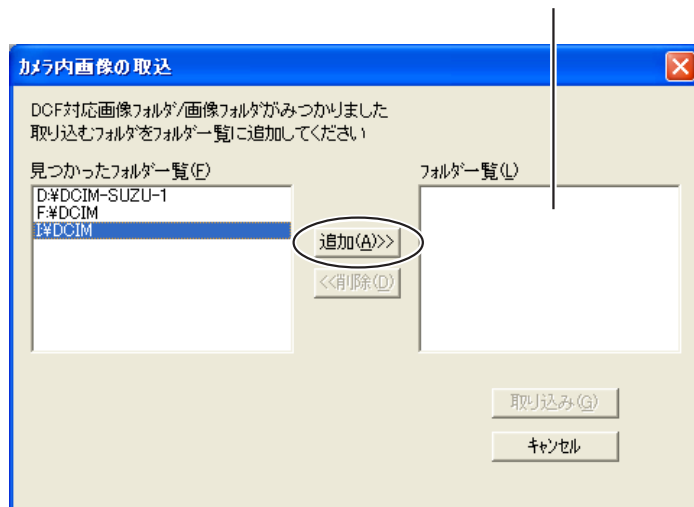 カメラ内画像の取込
DCF対応画像フォルダ/画像フォルダがみつかりました
取り込むフォルダをフォルダ一覧に追加してください
見つかったフォルダ一覧(F)
フォルダ一覧(L)
D:¥DCIM-SUZU-1
F:¥DCIM
I:¥DCIM
追加(A)>>
<<削除(D)
取り込み(G)
キャンセル